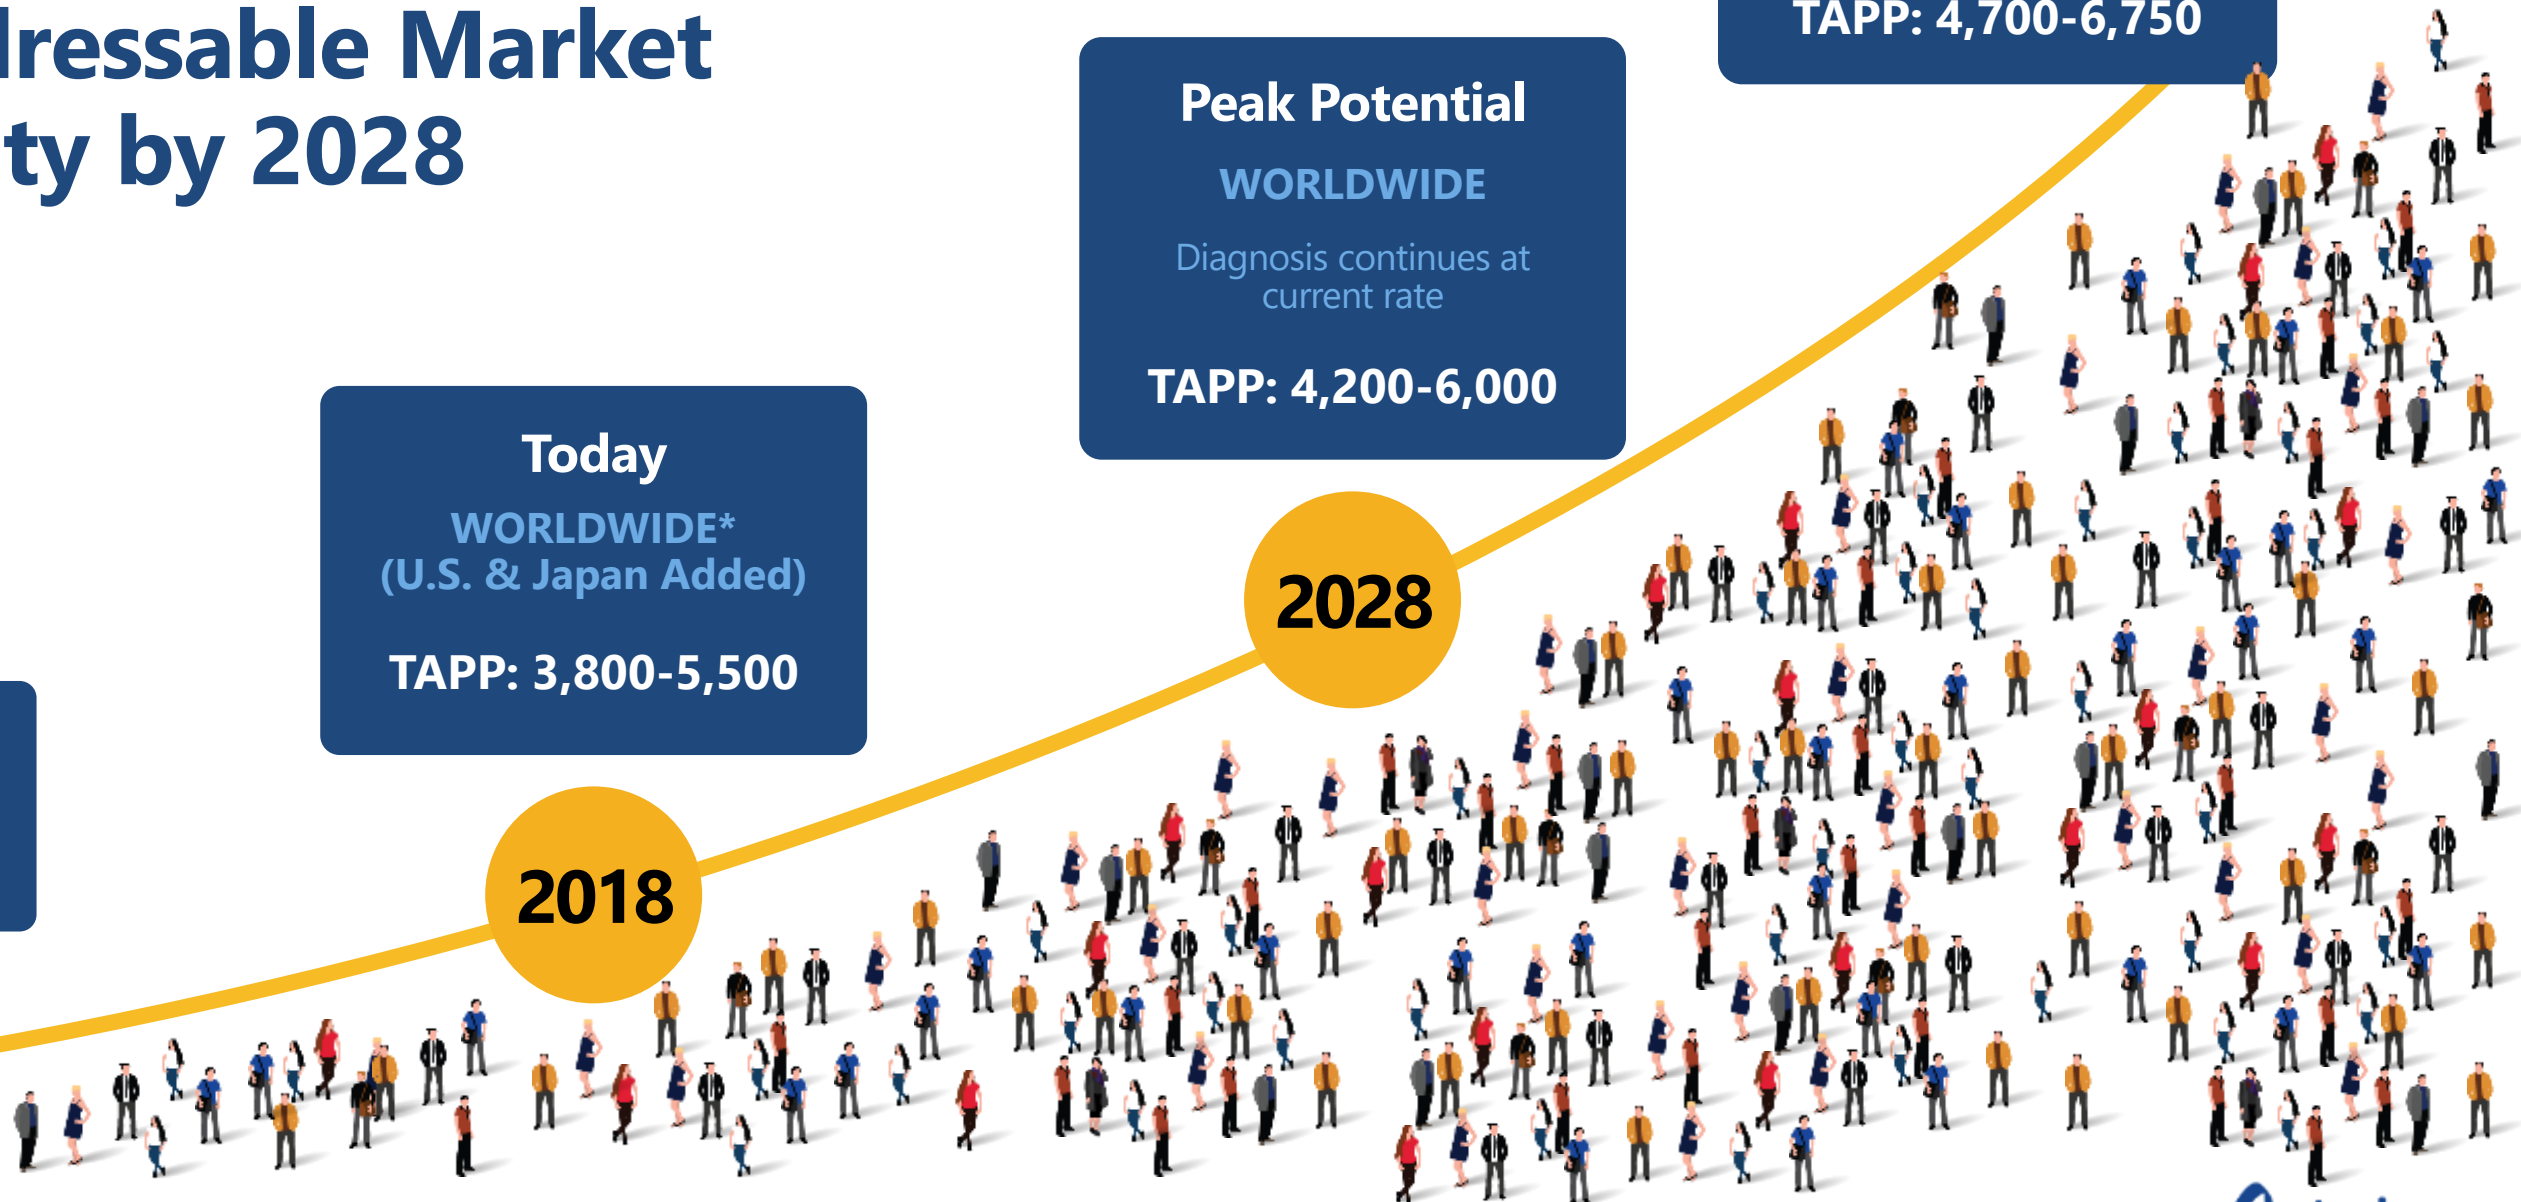 dressable Market
ty by 2028
TAPP: 4,700-6,750
Peak Potential
WORLDWIDE
Diagnosis continues at
current rate
TAPP: 4,200-6,000
Today
WORLDWIDE*
(U.S. & Japan Added)
TAPP: 3,800-5,500
2028
2018